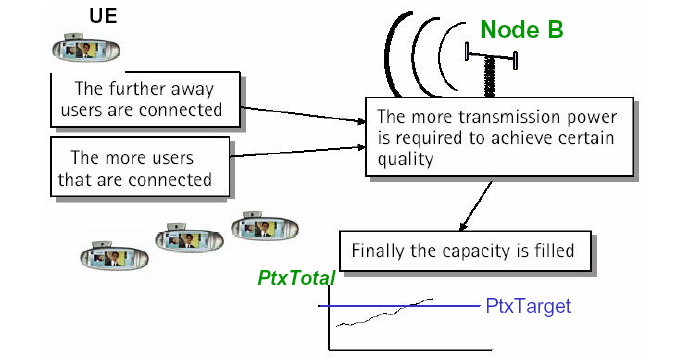 UE
Node B
The further away
users are connected
The more transmission power
is required to achieve certain
quality
The more users
that are connected
Finally the capacity is filled
PtxTotal
PtxTarget